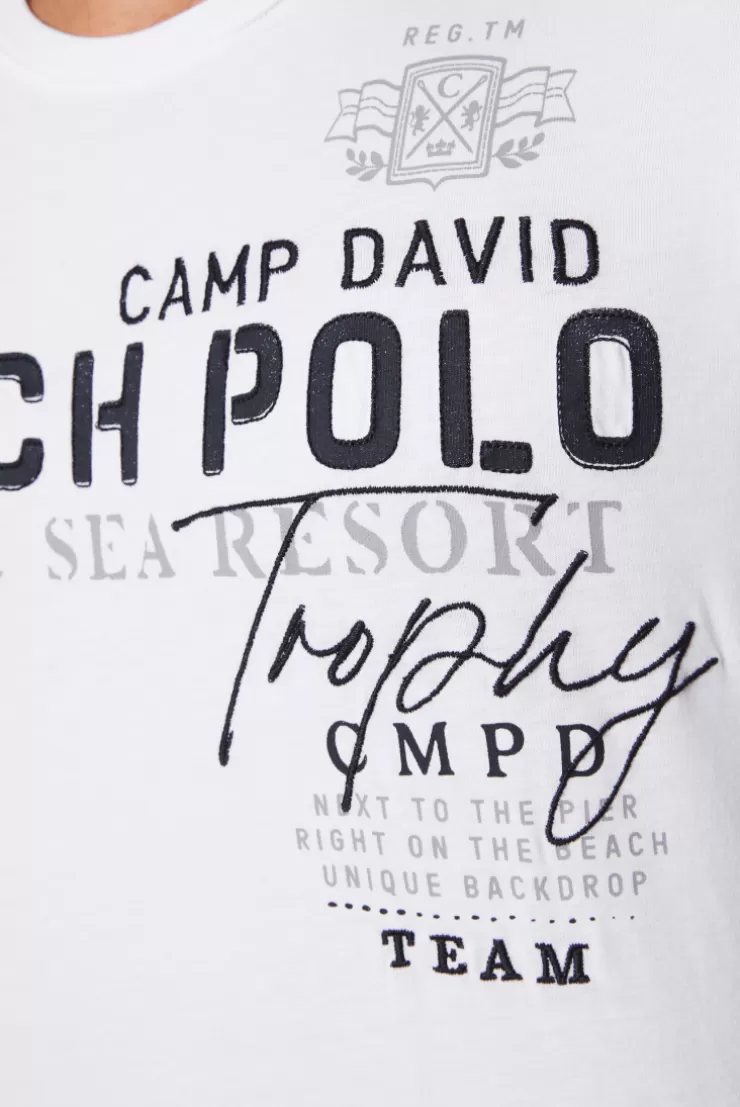 REG.TM
C
CAMP DAVID
CH POLO
SEA RESORT
Trophy
CMPD
NEXT TO THE PIER
RIGHT ON THE BEACH
UNIQUE BACKDROP
TEAM